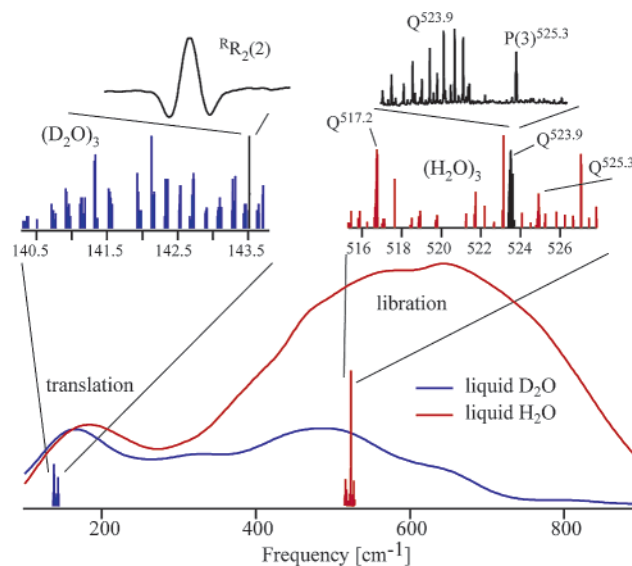 Q^523.9
P(3)^525.3
^RR₂(2)
(D₂O)₃
140.5 141.5 142.5 143.5
Q^517.2
Q^523.9
(H₂O)₃
Q^525.3
516 518 520 522 524 526
libration
translation
liquid D₂O
liquid H₂O
200 400 600 800
Frequency [cm⁻¹]